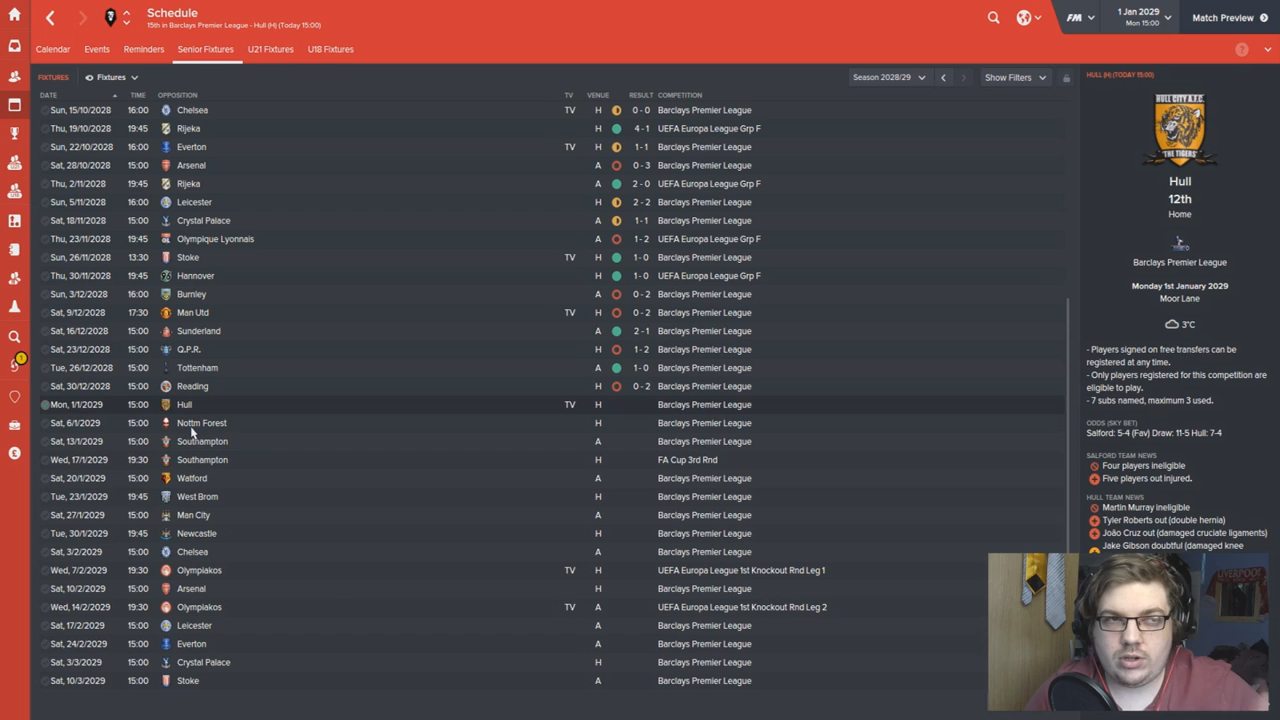 Schedule
15th in Barclays Premier League - Hull (H) (Today 15:00)
FM
1 Jan 2029
Mon 15:00
Match Preview
Calendar Events Reminders Senior Fixtures U21 Fixtures U18 Fixtures
?
FIXTURES Fixtures Season 2028/29 Show Filters
DATE TIME OPPOSITION TV VENUE RESULT COMPETITION
Sun, 15/10/2028 16:00 Chelsea TV H 0 - 0 Barclays Premier League
Thu, 19/10/2028 19:45 Rijeka H 4 - 1 UEFA Europa League Grp F
Sun, 22/10/2028 16:00 Everton TV H 1 - 1 Barclays Premier League
Sat, 28/10/2028 15:00 Arsenal A 0 - 3 Barclays Premier League
Thu, 2/11/2028 19:45 Rijeka A 2 - 0 UEFA Europa League Grp F
Sun, 5/11/2028 16:00 Leicester H 2 - 2 Barclays Premier League
Sat, 18/11/2028 15:00 Crystal Palace A 1 - 1 Barclays Premier League
Thu, 23/11/2028 19:45 Olympique Lyonnais A 1 - 2 UEFA Europa League Grp F
Sun, 26/11/2028 13:30 Stoke TV H 1 - 0 Barclays Premier League
Thu, 30/11/2028 19:45 Hannover H 1 - 0 UEFA Europa League Grp F
Sun, 3/12/2028 16:00 Burnley A 0 - 2 Barclays Premier League
Sat, 9/12/2028 17:30 Man Utd TV H 0 - 2 Barclays Premier League
Sat, 16/12/2028 15:00 Sunderland A 2 - 1 Barclays Premier League
Sat, 23/12/2028 15:00 Q.P.R. H 1 - 2 Barclays Premier League
Tue, 26/12/2028 15:00 Tottenham A 1 - 0 Barclays Premier League
Sat, 30/12/2028 15:00 Reading H 0 - 2 Barclays Premier League
Mon, 1/1/2029 15:00 Hull TV H Barclays Premier League
Sat, 6/1/2029 15:00 Nottm Forest H Barclays Premier League
Sat, 13/1/2029 15:00 Southampton A Barclays Premier League
Wed, 17/1/2029 19:30 Southampton H FA Cup 3rd Rnd
Sat, 20/1/2029 15:00 Watford A Barclays Premier League
Tue, 23/1/2029 19:45 West Brom H Barclays Premier League
Sat, 27/1/2029 15:00 Man City A Barclays Premier League
Tue, 30/1/2029 19:45 Newcastle H Barclays Premier League
Sat, 3/2/2029 15:00 Chelsea A Barclays Premier League
Wed, 7/2/2029 19:30 Olympiakos TV H UEFA Europa League 1st Knockout Rnd Leg 1
Sat, 10/2/2029 15:00 Arsenal H Barclays Premier League
Wed, 14/2/2029 19:30 Olympiakos TV A UEFA Europa League 1st Knockout Rnd Leg 2
Sat, 17/2/2029 15:00 Leicester A Barclays Premier League
Sat, 24/2/2029 15:00 Everton A Barclays Premier League
Sat, 3/3/2029 15:00 Crystal Palace H Barclays Premier League
Sat, 10/3/2029 15:00 Stoke A Barclays Premier League
1
HULL (H) (TODAY 15:00)
HULL CITY A.F.C.
THE TIGERS
Hull
12th
Home
Barclays Premier League
Monday 1st January 2029
Moor Lane
3°C
- Players signed on free transfers can be
registered at any time.
- Only players registered for this competition are
eligible to play.
- 7 subs named, maximum 3 used.
ODDS (SKY BET)
Salford: 5-4 (Fav) Draw: 11-5 Hull: 7-4
SALFORD TEAM NEWS
Four players ineligible
Five players out injured.
HULL TEAM NEWS
Martin Murray ineligible
Tyler Roberts out (double hernia)
João Cruz out (damaged cruciate ligaments)
Jake Gibson doubtful (damaged knee